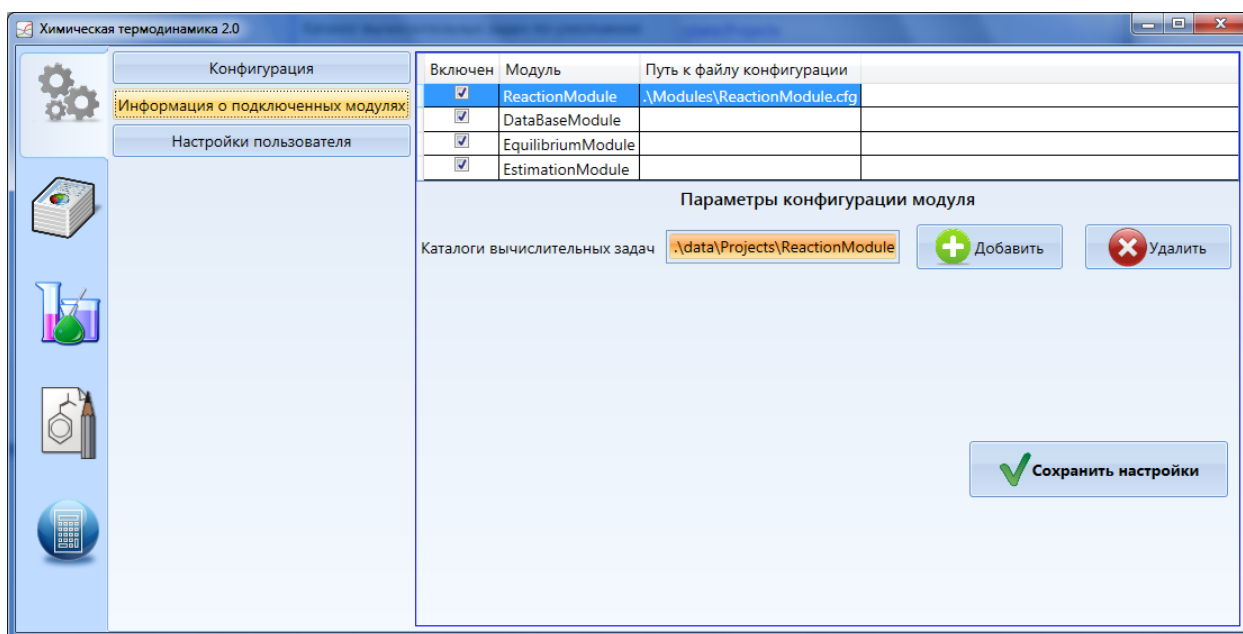 Химическая термодинамика 2.0
Конфигурация
Информация о подключенных модулях
Настройки пользователя
Включен Модуль Путь к файлу конфигурации
ReactionModule .\Modules\ReactionModule.cfg
DataBaseModule
EquilibriumModule
EstimationModule
Параметры конфигурации модуля
Каталоги вычислительных задач .\data\Projects\ReactionModule Добавить Удалить
Сохранить настройки